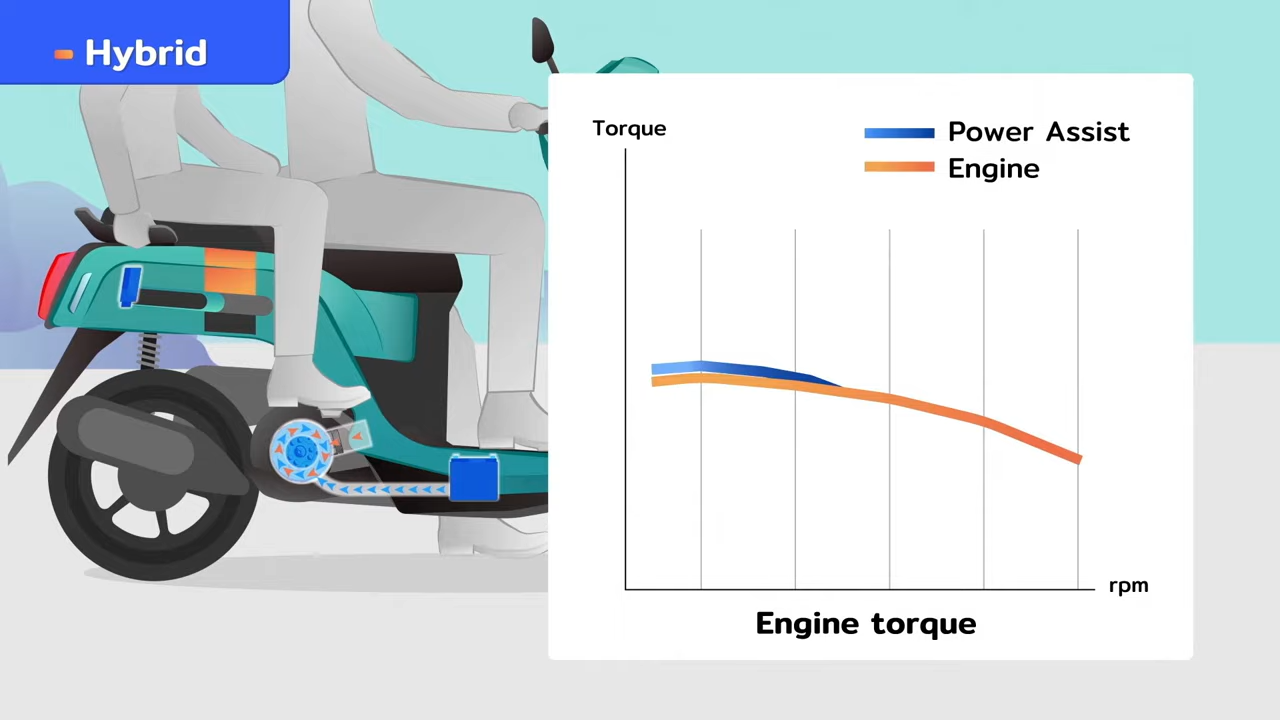 Hybrid
Torque
Power Assist
Engine
rpm
Engine torque